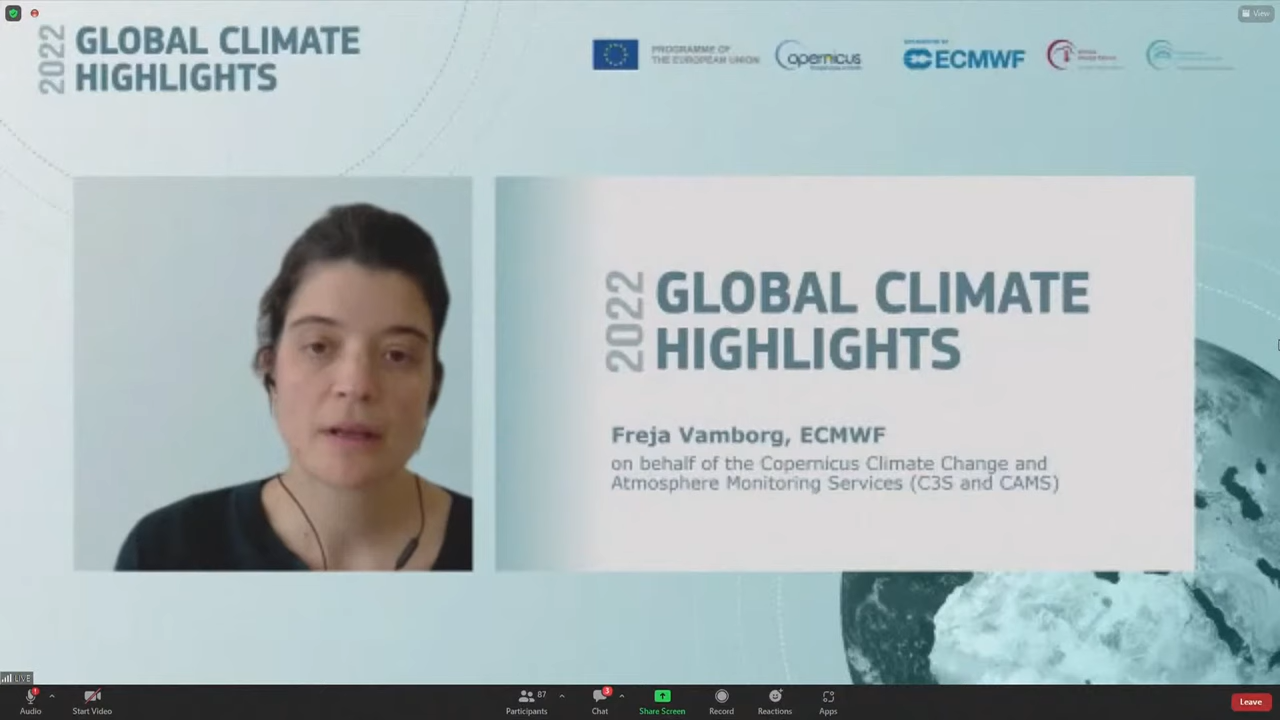 View
2022
GLOBAL CLIMATE
HIGHLIGHTS
PROGRAMME OF
THE EUROPEAN UNION
opernicus
ECMWF
2022
GLOBAL CLIMATE
HIGHLIGHTS
Freja Vamborg, ECMWF
on behalf of the Copernicus Climate Change and
Atmosphere Monitoring Services (C3S and CAMS)
LIVE
Audio
Start Video
87
Participants
3
Chat
Share Screen
Record
Reactions
Apps
Leave